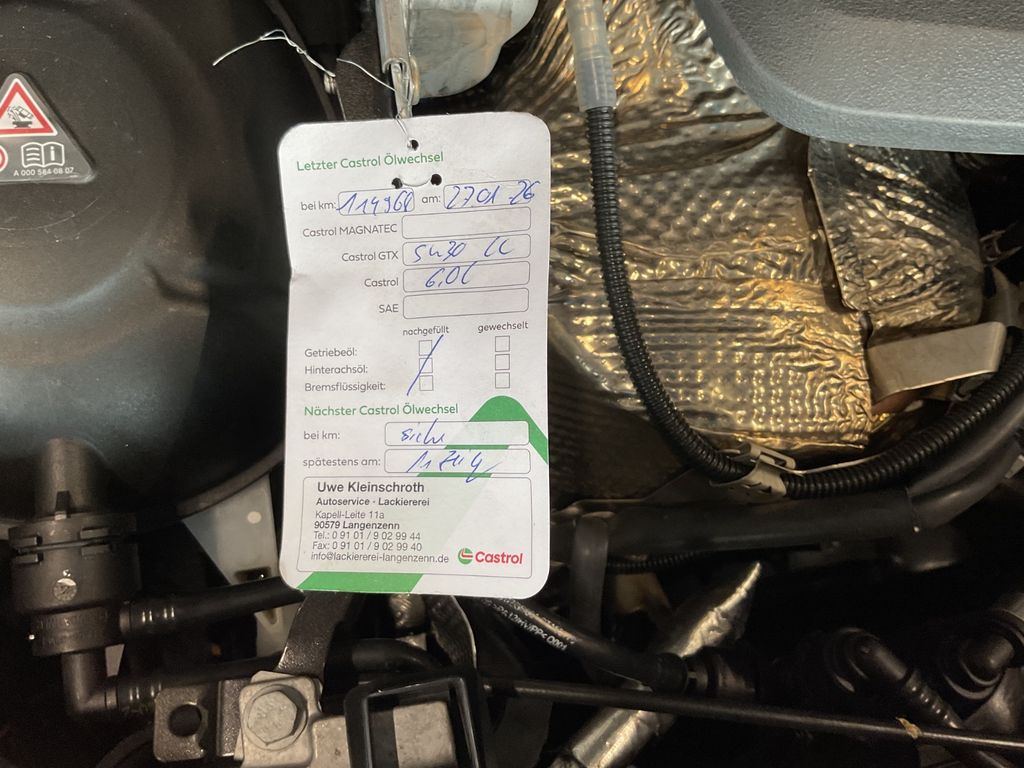 A 000 584 08 07
Letzter Castrol Ölwechsel
bei km: 114960 am: 27 01 26
Castrol MAGNATEC
Castrol GTX 5W30 LL
Castrol 6,0l
SAE
nachgefüllt gewechselt
Getriebeöl:
Hinterachsöl:
Bremsflüssigkeit:
Nächster Castrol Ölwechsel
bei km: siehe
spätestens am:
Uwe Kleinschroth
Autoservice - Lackiererei
Kapell-Leite 11a
90579 Langenzenn
Tel.: 0 91 01 / 9 02 99 44
Fax: 0 91 01 / 9 02 99 40
info@lackiererei-langenzenn.de
Castrol